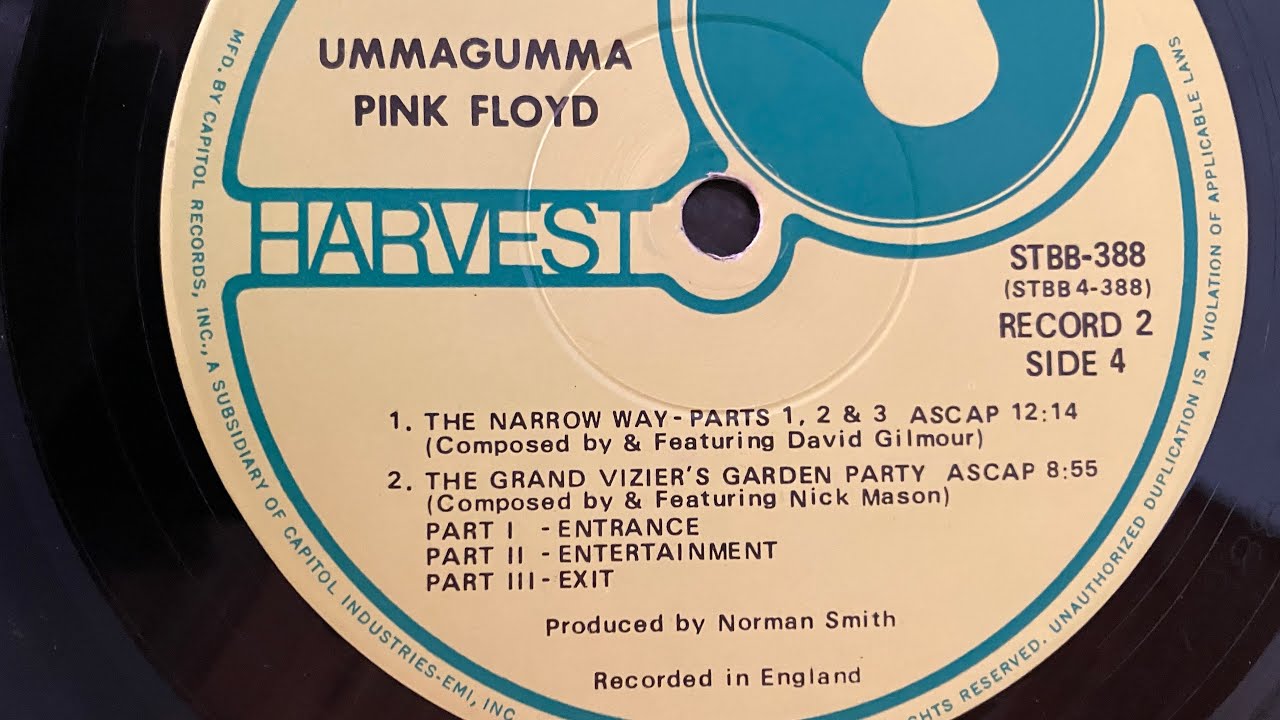 UMMAGUMMA
PINK FLOYD
HARVEST
STBB-388
(STBB 4-388)
RECORD 2
SIDE 4
1. THE NARROW WAY - PARTS 1, 2 & 3 ASCAP 12:14
(Composed by & Featuring David Gilmour)
2. THE GRAND VIZIER'S GARDEN PARTY ASCAP 8:55
(Composed by & Featuring Nick Mason)
PART I - ENTRANCE
PART II - ENTERTAINMENT
PART III - EXIT
Produced by Norman Smith
Recorded in England
MFD. BY CAPITOL RECORDS, INC., A SUBSIDIARY OF CAPITOL INDUSTRIES-EMI, INC
RESERVED. UNAUTHORIZED DUPLICATION IS A VIOLATION OF APPLICABLE LAWS